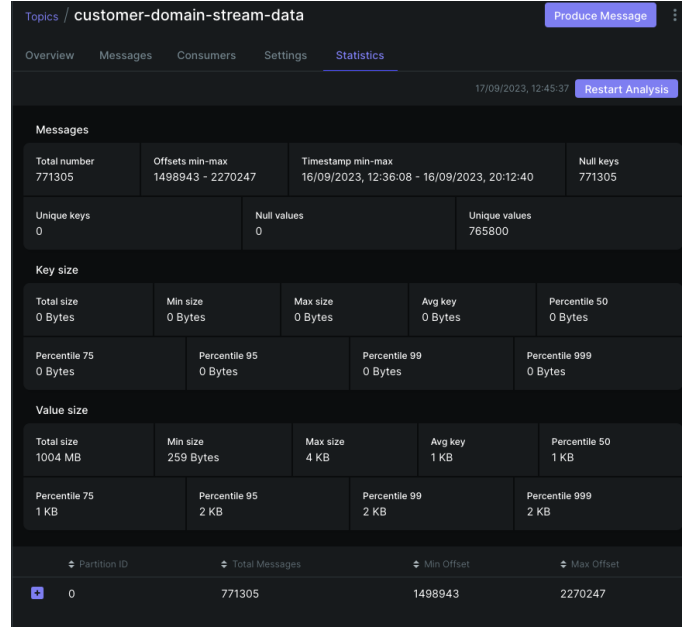 Topics / customer-domain-stream-data
Produce Message
Overview Messages Consumers Settings Statistics
17/09/2023, 12:45:37 Restart Analysis
Messages
Total number Offsets min-max Timestamp min-max Null keys
771305 1498943 - 2270247 16/09/2023, 12:36:08 - 16/09/2023, 20:12:40 771305
Unique keys Null values Unique values
0 0 765800
Key size
Total size Min size Max size Avg key Percentile 50
0 Bytes 0 Bytes 0 Bytes 0 Bytes 0 Bytes
Percentile 75 Percentile 95 Percentile 99 Percentile 999
0 Bytes 0 Bytes 0 Bytes 0 Bytes
Value size
Total size Min size Max size Avg key Percentile 50
1004 MB 259 Bytes 4 KB 1 KB 1 KB
Percentile 75 Percentile 95 Percentile 99 Percentile 999
1 KB 2 KB 2 KB 2 KB
Partition ID Total Messages Min Offset Max Offset
0 771305 1498943 2270247